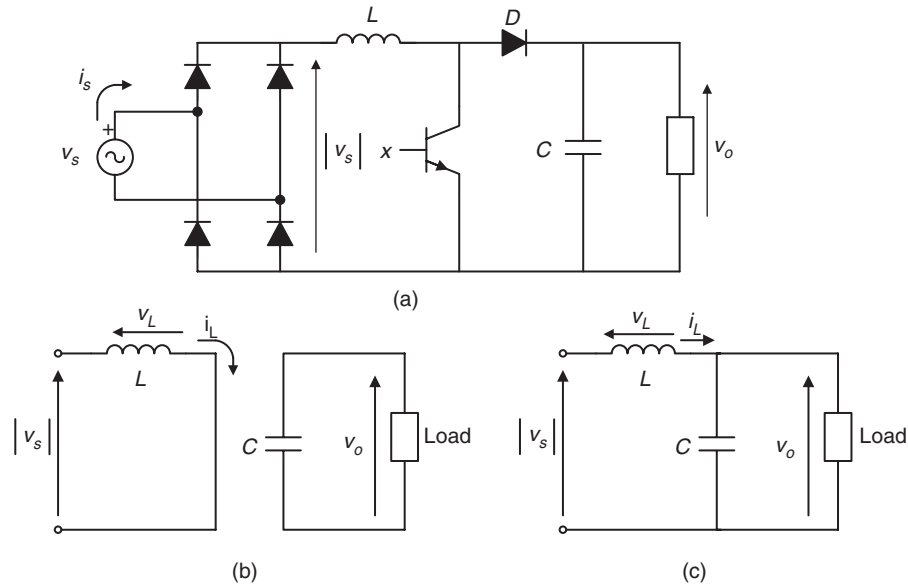 L
D
i_s
+
v_s
|v_s|
x
C
v_o
(a)
v_L
i_L
L
|v_s|
C
v_o
Load
(b)
v_L
i_L
L
|v_s|
C
v_o
Load
(c)